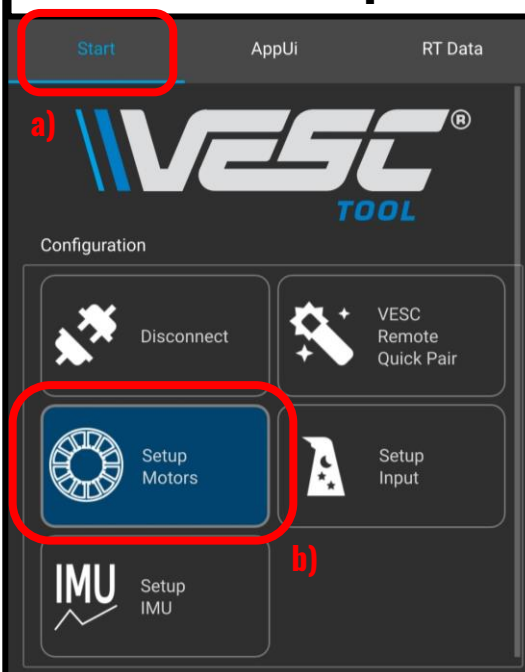 Start AppUi RT Data
a)
VESC®
TOOL
Configuration
Disconnect
VESC
Remote
Quick Pair
Setup
Motors
Setup
Input
b)
IMU
Setup
IMU